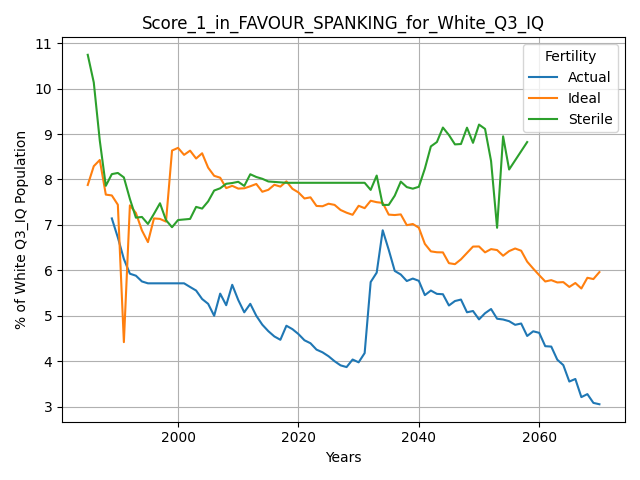 Score_1_in_FAVOUR_SPANKING_for_White_Q3_IQ
% of White Q3_IQ Population
11
10
9
8
7
6
5
4
3
Fertility
Actual
Ideal
Sterile
2000 2020 2040 2060
Years